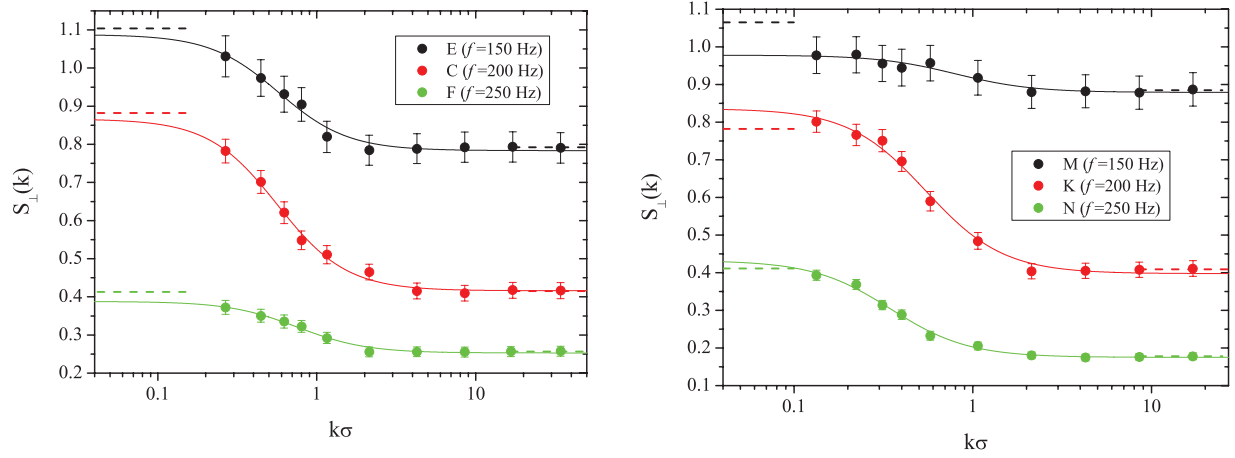 1.1
1.0
0.9
0.8
0.7
0.6
0.5
0.4
0.3
0.2
S⊥(k)
E (f=150 Hz)
C (f=200 Hz)
F (f=250 Hz)
0.1 1 10
kσ
1.1
1.0
0.9
0.8
0.7
0.6
0.5
0.4
0.3
0.2
0.1
S⊥(k)
M (f=150 Hz)
K (f=200 Hz)
N (f=250 Hz)
0.1 1 10
kσ